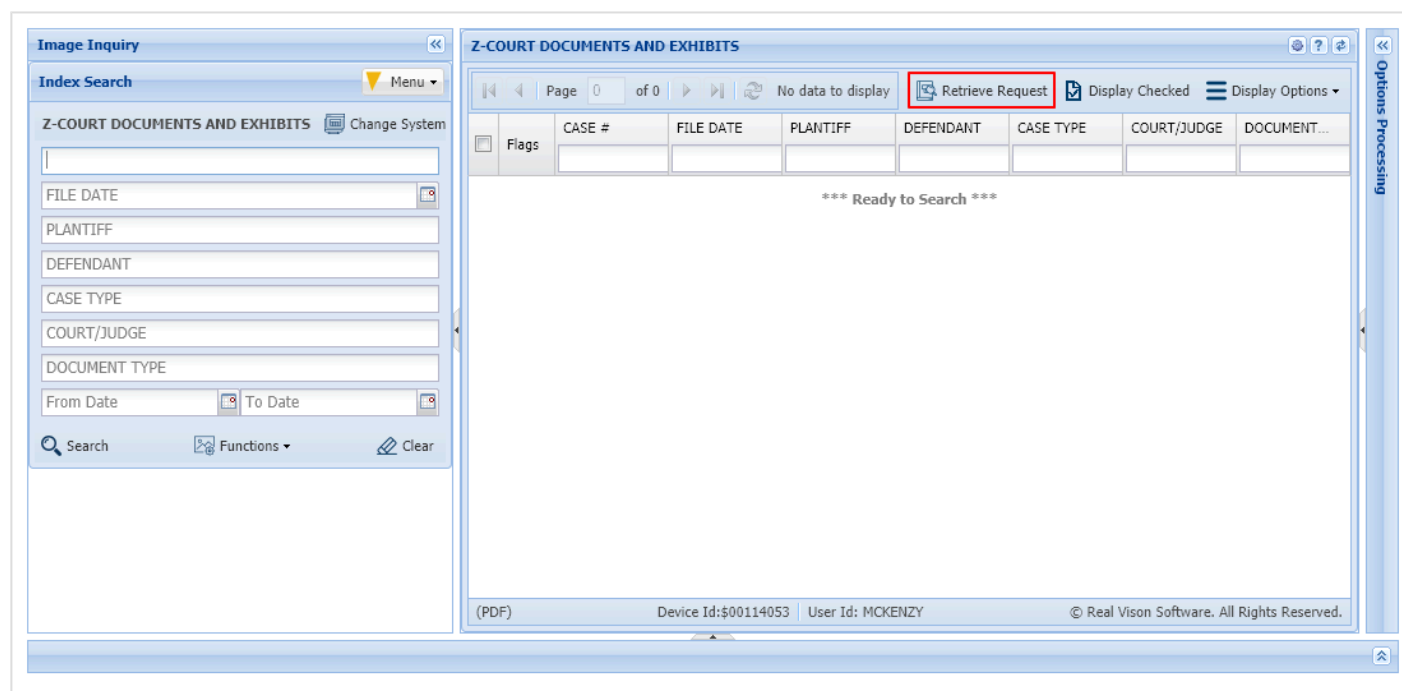 Image Inquiry
Index Search
Menu
Z-COURT DOCUMENTS AND EXHIBITS
Change System
FILE DATE
PLANTIFF
DEFENDANT
CASE TYPE
COURT/JUDGE
DOCUMENT TYPE
From Date
To Date
Search
Functions
Clear
Z-COURT DOCUMENTS AND EXHIBITS
Page 0 of 0
No data to display
Retrieve Request
Display Checked
Display Options
Flags
CASE #
FILE DATE
PLANTIFF
DEFENDANT
CASE TYPE
COURT/JUDGE
DOCUMENT...
*** Ready to Search ***
(PDF)
Device Id:$00114053
User Id: MCKENZY
© Real Vison Software. All Rights Reserved.
Options Processing